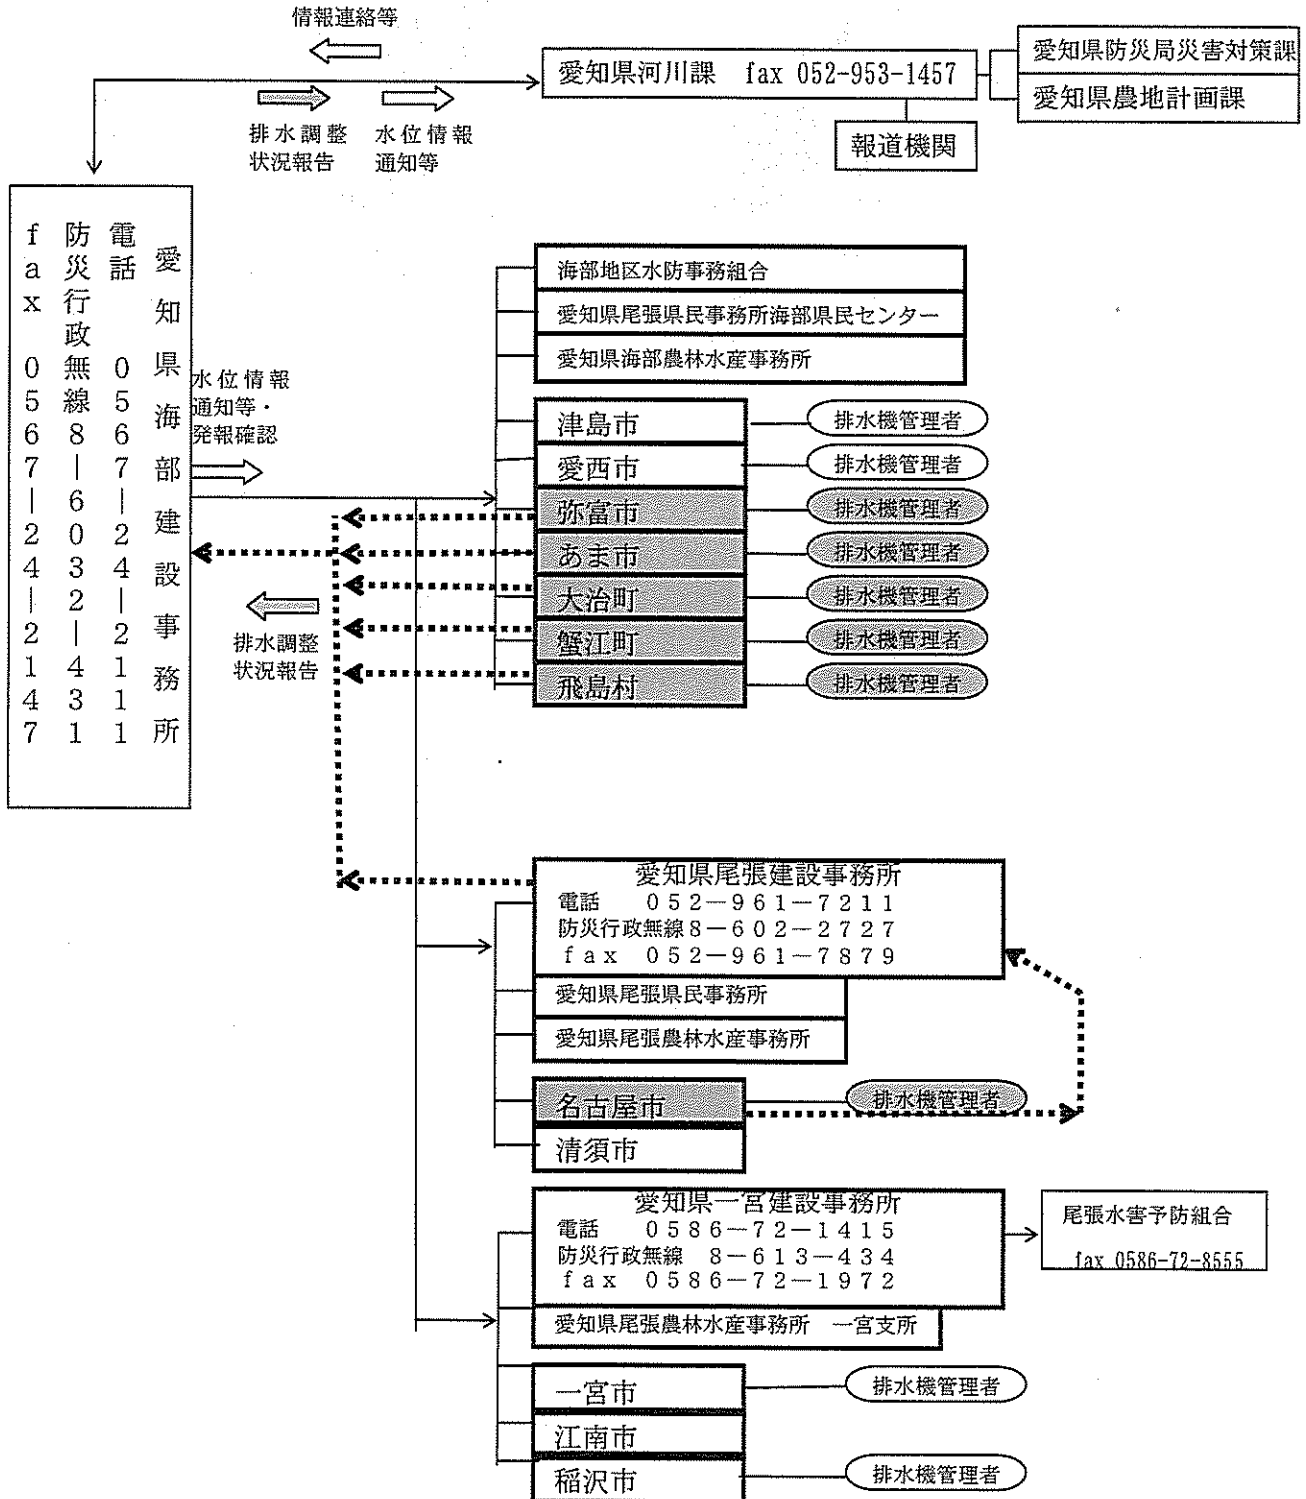 情報連絡等
愛知県河川課 fax 052-953-1457
愛知県防災局災害対策課
愛知県農地計画課
報道機関
排水調整
状況報告
水位情報
通知等
愛知県海部建設事務所
電話 0567―24―2111
防災行政無線8―6032―431
fax 0567―24―2147
水位情報
通知等・
発報確認
排水調整
状況報告
海部地区水防事務組合
愛知県尾張県民事務所海部県民センター
愛知県海部農林水産事務所
津島市 排水機管理者
愛西市 排水機管理者
弥富市 排水機管理者
あま市 排水機管理者
大治町 排水機管理者
蟹江町 排水機管理者
飛島村 排水機管理者
愛知県尾張建設事務所
電話 052―961―7211
防災行政無線8―602―2727
fax 052―961―7879
愛知県尾張県民事務所
愛知県尾張農林水産事務所
名古屋市 排水機管理者
清須市
愛知県一宮建設事務所
電話 0586―72―1415
防災行政無線 8―613―434
fax 0586―72―1972
尾張水害予防組合
fax 0586-72-8555
愛知県尾張農林水産事務所 一宮支所
一宮市 排水機管理者
江南市
稲沢市 排水機管理者